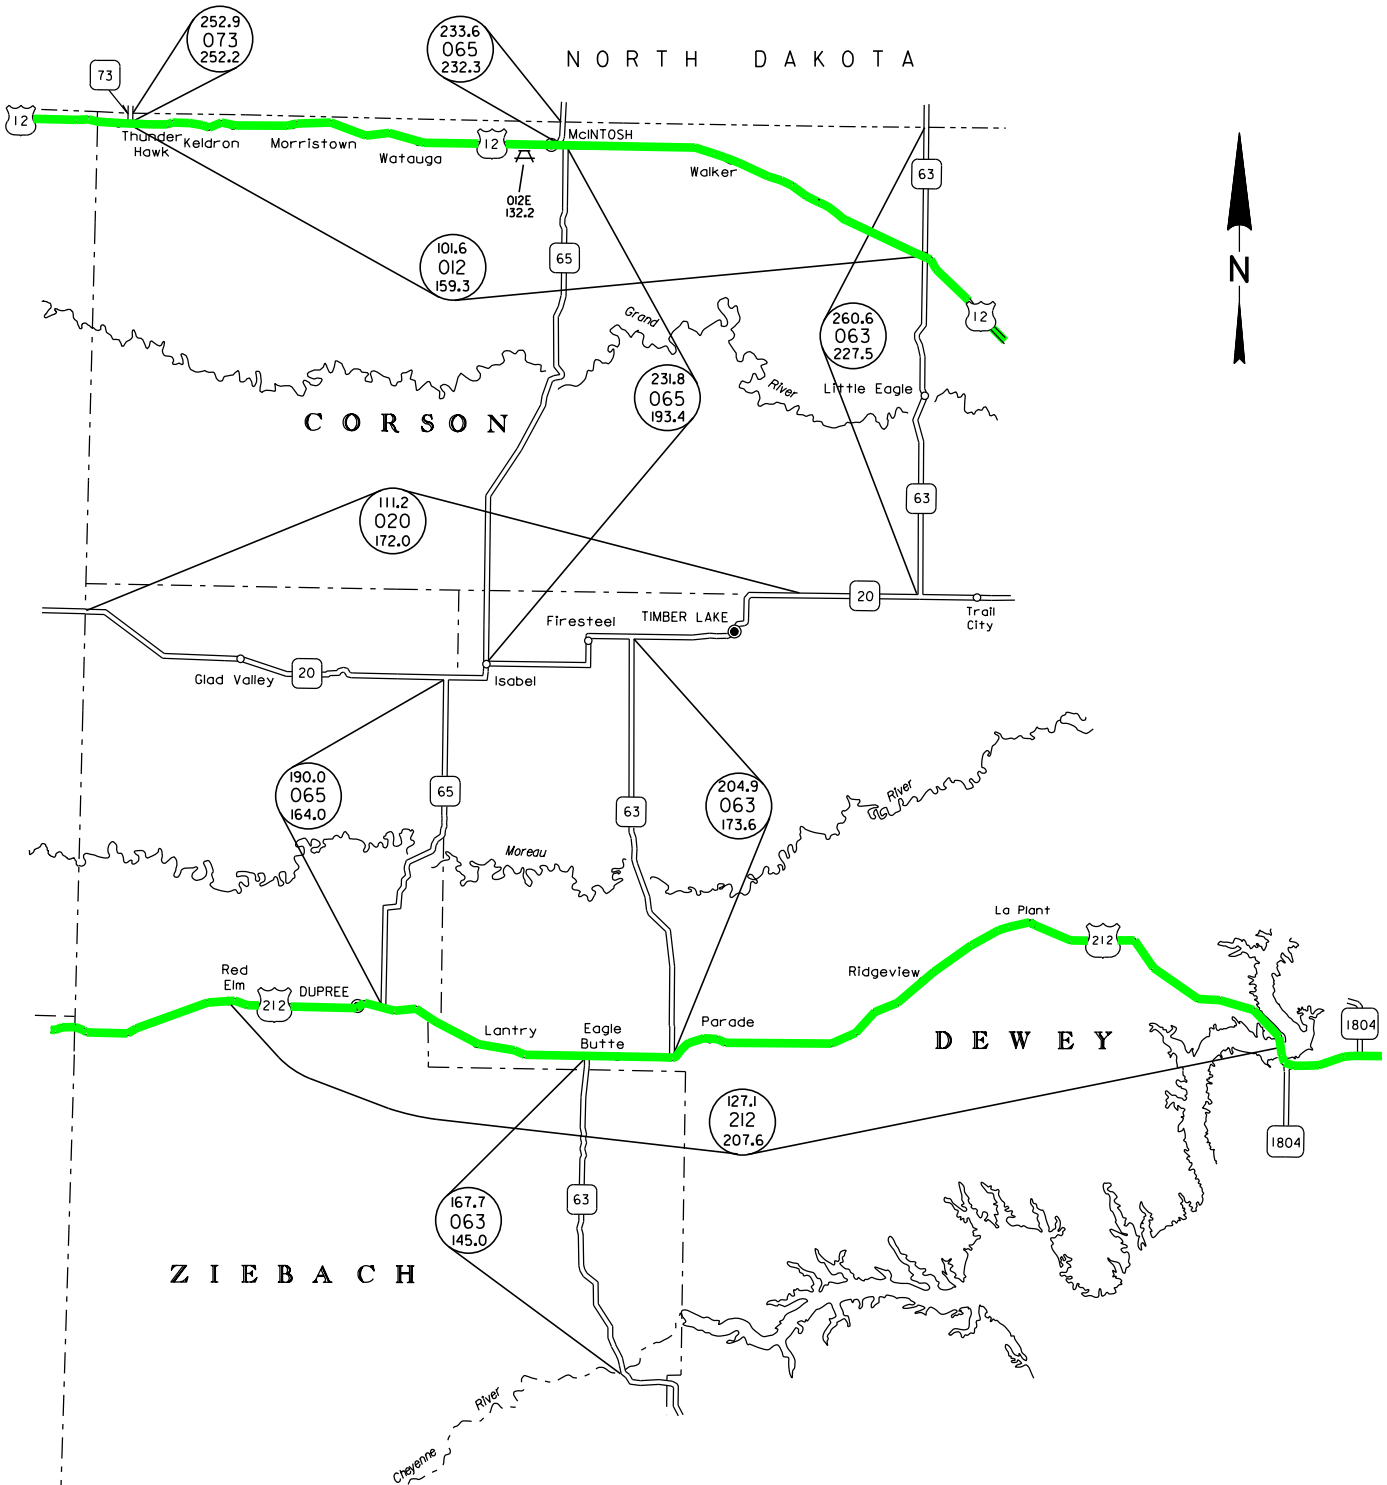 252.9
073
252.2
233.6
065
232.3
NORTH DAKOTA
73
12
Thunder
Hawk
Keldron
Morristown
Watauga
12
McINTOSH
012E
132.2
Walker
63
101.6
012
159.3
65
Grand
River
260.6
063
227.5
12
231.8
065
193.4
Little Eagle
CORSON
111.2
020
172.0
63
20
Trail
City
Firesteel
TIMBER LAKE
Glad Valley
20
Isabel
190.0
065
164.0
65
63
204.9
063
173.6
River
Moreau
La Plant
212
Red
Elm
212
DUPREE
Ridgeview
Lantry
Eagle
Butte
Parade
DEWEY
1804
127.1
212
207.6
1804
167.7
063
145.0
63
ZIEBACH
River
Cheyenne
N